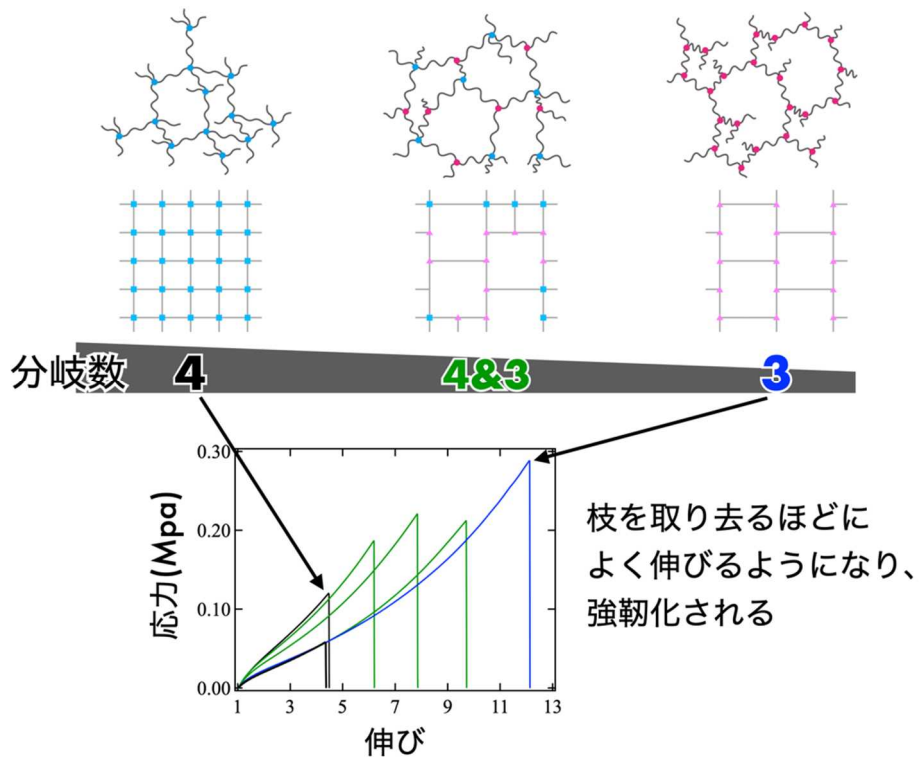 分岐数 4 4&3 3
0.30
0.20
0.10
0.00
応力(Mpa)
1 3 5 7 9 11 13
伸び
枝を取り去るほどに
よく伸びるようになり、
強靭化される